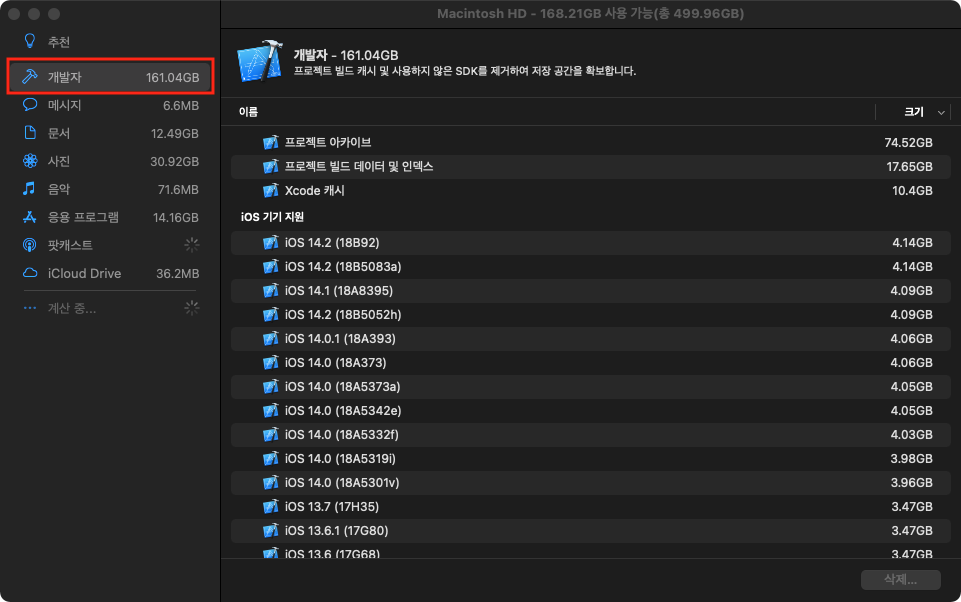 Macintosh HD - 168.21GB 사용 가능(총 499.96GB)
추천
개발자 161.04GB
메시지 6.6MB
문서 12.49GB
사진 30.92GB
음악 71.6MB
응용 프로그램 14.16GB
팟캐스트
iCloud Drive 36.2MB
계산 중...
개발자 - 161.04GB
프로젝트 빌드 캐시 및 사용하지 않은 SDK를 제거하여 저장 공간을 확보합니다.
이름 크기
프로젝트 아카이브 74.52GB
프로젝트 빌드 데이터 및 인덱스 17.65GB
Xcode 캐시 10.4GB
iOS 기기 지원
iOS 14.2 (18B92) 4.14GB
iOS 14.2 (18B5083a) 4.14GB
iOS 14.1 (18A8395) 4.09GB
iOS 14.2 (18B5052h) 4.09GB
iOS 14.0.1 (18A393) 4.06GB
iOS 14.0 (18A373) 4.06GB
iOS 14.0 (18A5373a) 4.05GB
iOS 14.0 (18A5342e) 4.05GB
iOS 14.0 (18A5332f) 4.03GB
iOS 14.0 (18A5319i) 3.98GB
iOS 14.0 (18A5301v) 3.96GB
iOS 13.7 (17H35) 3.47GB
iOS 13.6.1 (17G80) 3.47GB
iOS 13.6 (17G68) 3.47GB
삭제...